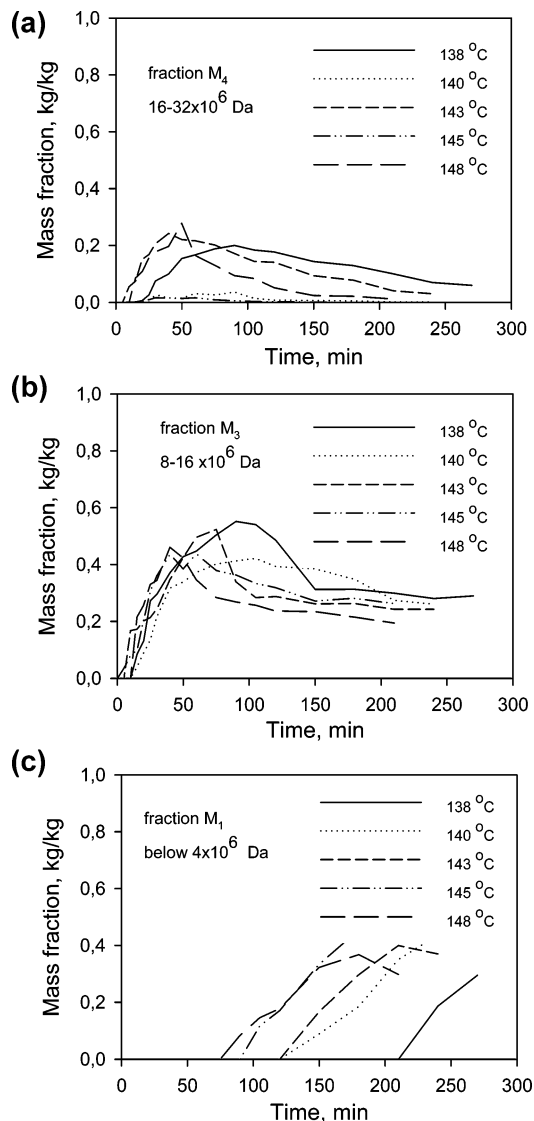 (a)
1,0
0,8
0,6
0,4
0,2
0,0
Mass fraction, kg/kg
fraction M4
16-32x10^6 Da
138 °C
140 °C
143 °C
145 °C
148 °C
0 50 100 150 200 250 300
Time, min
(b)
1,0
0,8
0,6
0,4
0,2
0,0
Mass fraction, kg/kg
fraction M3
8-16 x10^6 Da
138 °C
140 °C
143 °C
145 °C
148 °C
0 50 100 150 200 250 300
Time, min
(c)
1,0
0,8
0,6
0,4
0,2
0,0
Mass fraction, kg/kg
fraction M1
below 4x10^6 Da
138 °C
140 °C
143 °C
145 °C
148 °C
0 50 100 150 200 250 300
Time, min